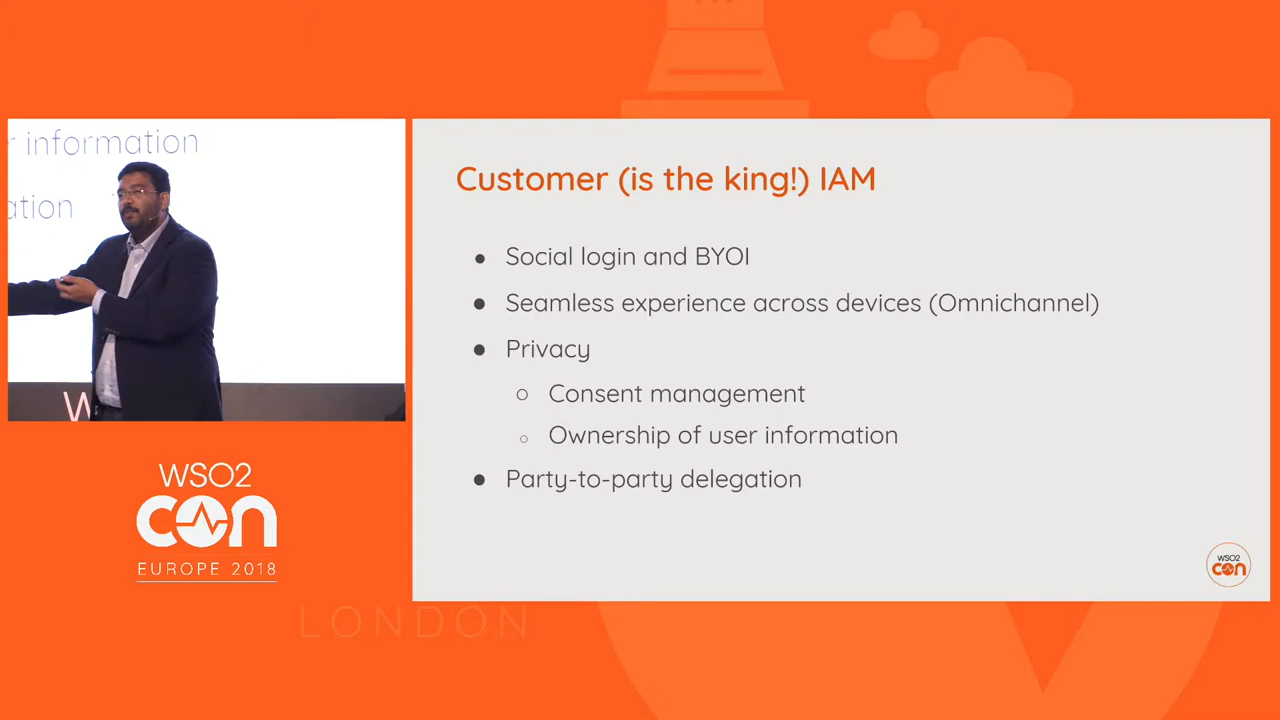 r information
ation
W
WSO2
con
EUROPE 2018
LONDON
Customer (is the king!) IAM
● Social login and BYOI
● Seamless experience across devices (Omnichannel)
● Privacy
○ Consent management
○ Ownership of user information
● Party-to-party delegation
WSO2
con